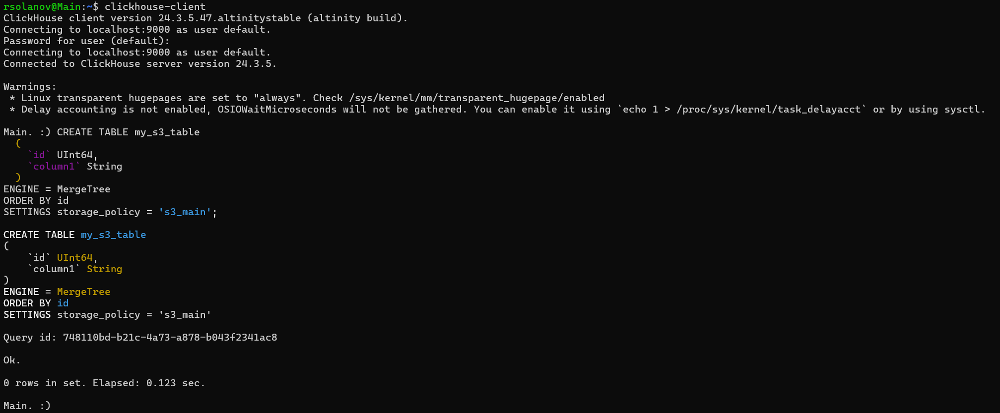 rsolanov@Main:~$ clickhouse-client
ClickHouse client version 24.3.5.47.altinitystable (altinity build).
Connecting to localhost:9000 as user default.
Password for user (default):
Connecting to localhost:9000 as user default.
Connected to ClickHouse server version 24.3.5.

Warnings:
 * Linux transparent hugepages are set to "always". Check /sys/kernel/mm/transparent_hugepage/enabled
 * Delay accounting is not enabled, OSIOWaitMicroseconds will not be gathered. You can enable it using `echo 1 > /proc/sys/kernel/task_delayacct` or by using sysctl.

Main. :) CREATE TABLE my_s3_table
  (
    `id` UInt64,
    `column1` String
  )
ENGINE = MergeTree
ORDER BY id
SETTINGS storage_policy = 's3_main';

CREATE TABLE my_s3_table
(
    `id` UInt64,
    `column1` String
)
ENGINE = MergeTree
ORDER BY id
SETTINGS storage_policy = 's3_main'

Query id: 748110bd-b21c-4a73-a878-b043f2341ac8

Ok.

0 rows in set. Elapsed: 0.123 sec.

Main. :)